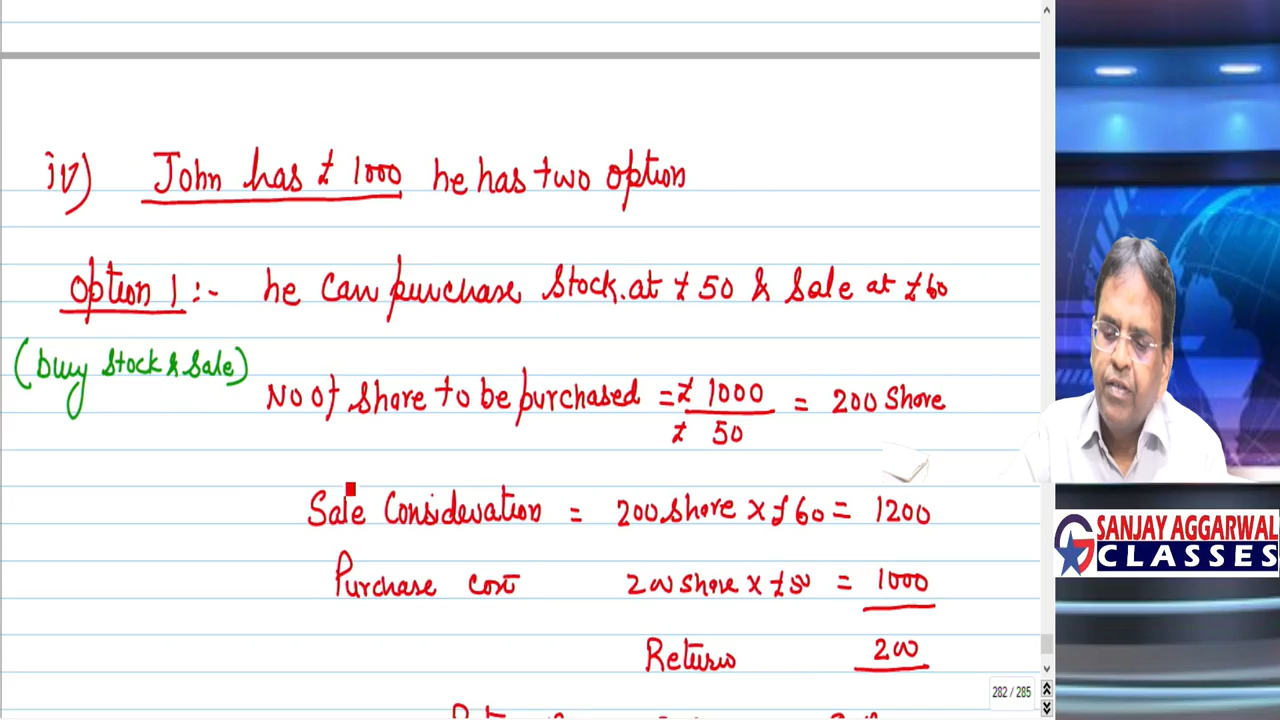 iv) John has £ 1000 he has two option
Option 1 :- he can purchase Stock. at £ 50 & Sale at £ 60
(buy stock & Sale)
No of share to be purchased = £ 1000 / £ 50 = 200 Share
Sale Consideration = 200 share x £ 60 = 1200
Purchase cost 200 share x £ 50 = 1000
Return 200
282 / 285
SANJAY AGGARWAL
CLASSES